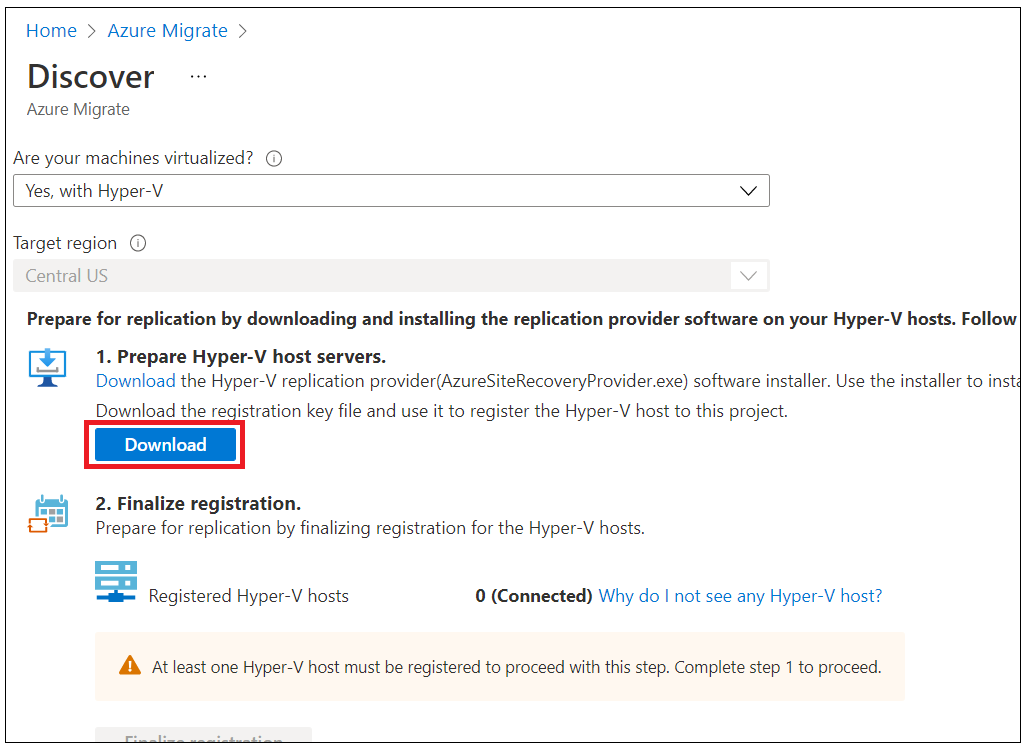 Home > Azure Migrate >
Discover ...
Azure Migrate
Are your machines virtualized?
Yes, with Hyper-V
Target region
Central US
Prepare for replication by downloading and installing the replication provider software on your Hyper-V hosts. Follow
1. Prepare Hyper-V host servers.
Download the Hyper-V replication provider(AzureSiteRecoveryProvider.exe) software installer. Use the installer to insta
Download the registration key file and use it to register the Hyper-V host to this project.
Download
2. Finalize registration.
Prepare for replication by finalizing registration for the Hyper-V hosts.
Registered Hyper-V hosts 0 (Connected) Why do I not see any Hyper-V host?
At least one Hyper-V host must be registered to proceed with this step. Complete step 1 to proceed.
Finalize registration